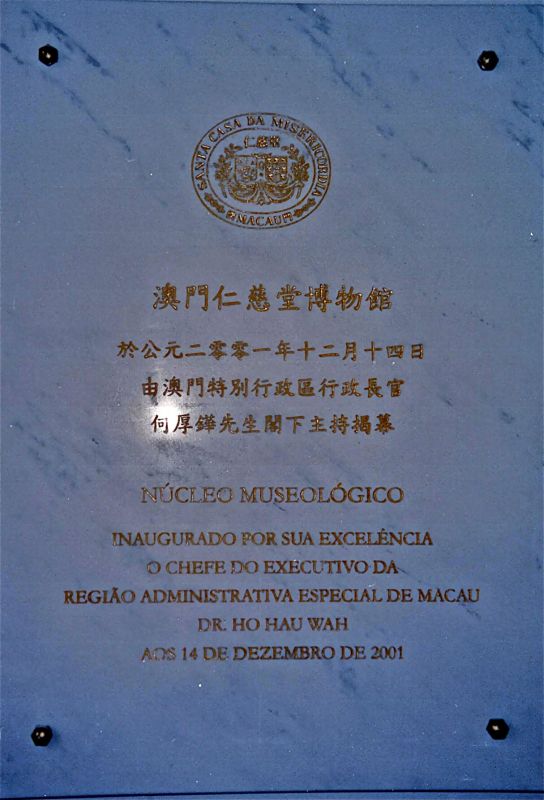 SANTA CASA DA MISERICORDIA
仁慈堂
MACAU
澳門仁慈堂博物館
於公元二零零一年十二月十四日
由澳門特別行政區行政長官
何厚鏵先生閣下主持揭幕
NÚCLEO MUSEOLÓGICO
INAUGURADO POR SUA EXCELÊNCIA
O CHEFE DO EXECUTIVO DA
REGIÃO ADMINISTRATIVA ESPECIAL DE MACAU
DR. HO HAU WAH
AOS 14 DE DEZEMBRO DE 2001